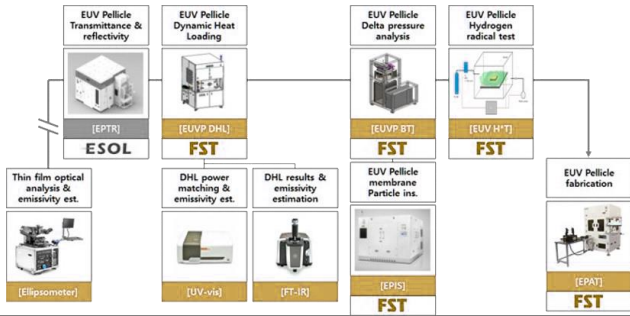 EUV Pellicle
Transmittance &
reflectivity
[EPTR]
ESOL
EUV Pellicle
Dynamic Heat
Loading
[EUVP DHL]
FST
EUV Pellicle
Delta pressure
analysis
[EUVP BT]
FST
EUV Pellicle
Hydrogen
radical test
[EUV H*T]
FST
Thin film optical
analysis &
emissivity est.
[Ellipsometer]
DHL power
matching &
emissivity est.
[UV-vis]
DHL results &
emissivity
estimation
[FT-IR]
EUV Pellicle
membrane
Particle ins.
[EPIS]
FST
EUV Pellicle
fabrication
[EPAT]
FST